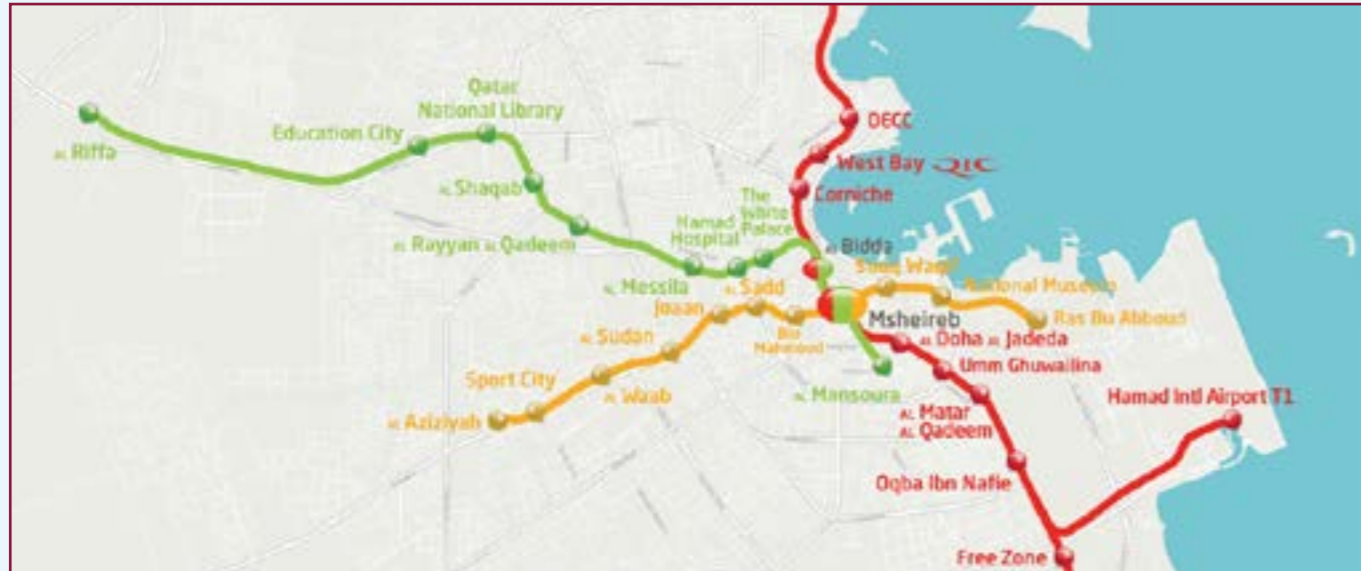 Qatar
National Library
Education City
AL Riffa
DECC
West Bay QIC
Corniche
AL Shaqab
The
White
Palace
Hamad
Hospital
AL Rayyan AL Qadeem
AL Bidda
AL Messila
AL Sadd
Souq Waqif
National Museum
Joaan
Ras Bu Abboud
Msheireb
AL Sudan
Bin
Mahmoud
AL Doha AL Jadeda
Umm Ghuwailina
Sport City
AL Waab
AL Mansoura
Hamad Intl Airport T1
AL Aziziyah
AL Matar
AL Qadeem
Oqba Ibn Nafie
Free Zone